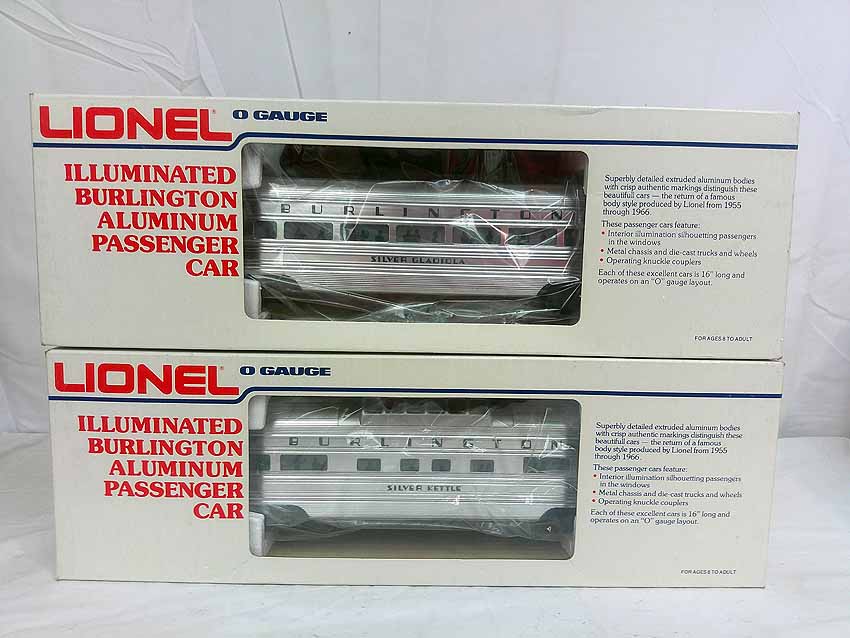 LIONEL
O GAUGE
ILLUMINATED
BURLINGTON
ALUMINUM
PASSENGER
CAR
BURLINGTON
SILVER GLADIOLA
Superbly detailed extruded aluminum bodies
with crisp authentic markings distinguish these
beautifull cars — the return of a famous
body style produced by Lionel from 1955
through 1966.
These passenger cars feature:
• Interior illumination silhouetting passengers
in the windows
• Metal chassis and die-cast trucks and wheels
• Operating knuckle couplers
Each of these excellent cars is 16" long and
operates on an "O" gauge layout.
FOR AGES 8 TO ADULT
LIONEL
O GAUGE
ILLUMINATED
BURLINGTON
ALUMINUM
PASSENGER
CAR
BURLINGTON
SILVER KETTLE
Superbly detailed extruded aluminum bodies
with crisp authentic markings distinguish these
beautifull cars — the return of a famous
body style produced by Lionel from 1955
through 1966.
These passenger cars feature:
• Interior illumination silhouetting passengers
in the windows
• Metal chassis and die-cast trucks and wheels
• Operating knuckle couplers
Each of these excellent cars is 16" long and
operates on an "O" gauge layout.
FOR AGES 8 TO ADULT